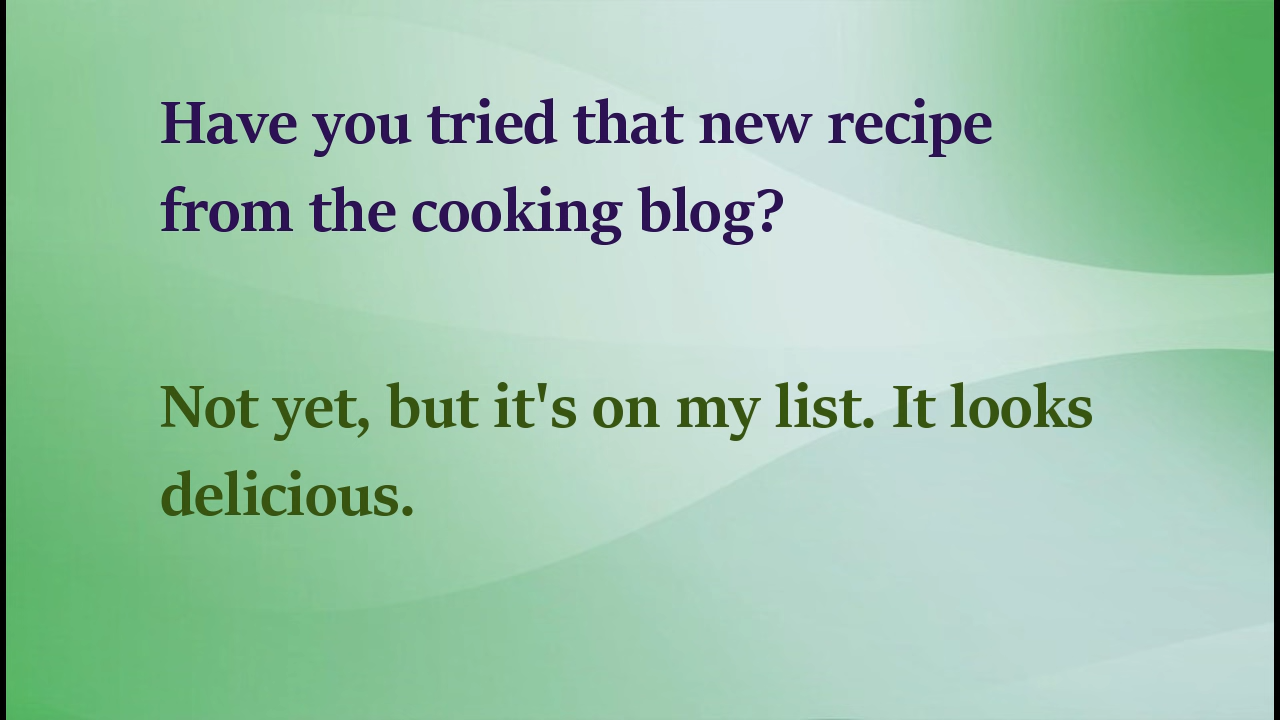 Have you tried that new recipe
from the cooking blog?
Not yet, but it's on my list. It looks
delicious.